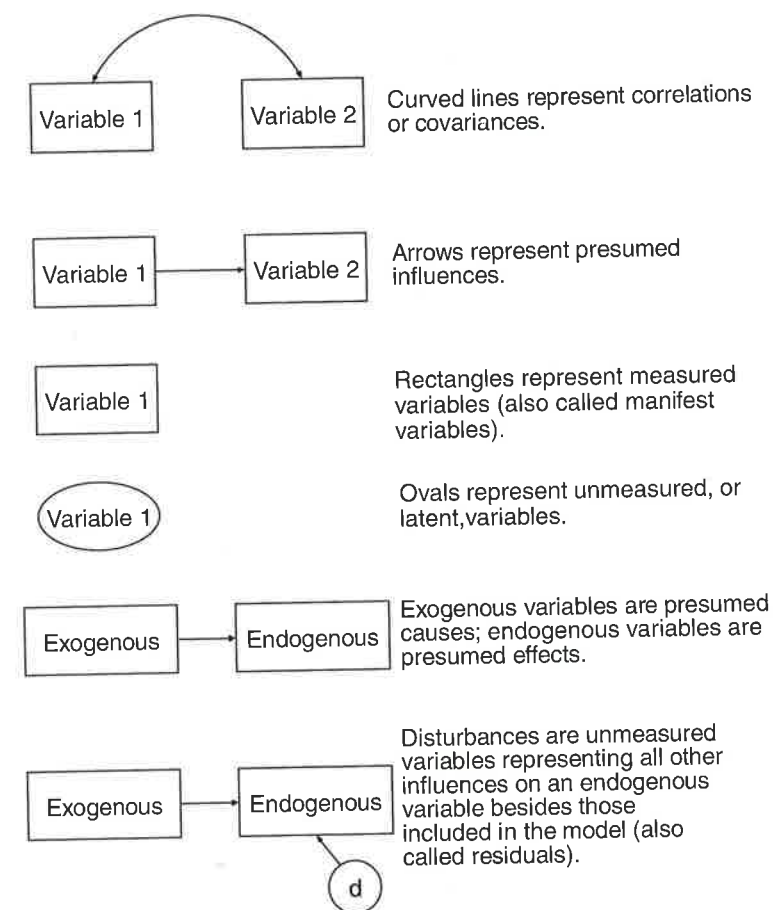 Variable 1
Variable 2
Curved lines represent correlations
or covariances.
Variable 1
Variable 2
Arrows represent presumed
influences.
Variable 1
Rectangles represent measured
variables (also called manifest
variables).
Variable 1
Ovals represent unmeasured, or
latent,variables.
Exogenous
Endogenous
Exogenous variables are presumed
causes; endogenous variables are
presumed effects.
Exogenous
Endogenous
Disturbances are unmeasured
variables representing all other
influences on an endogenous
variable besides those
included in the model (also
called residuals).
d